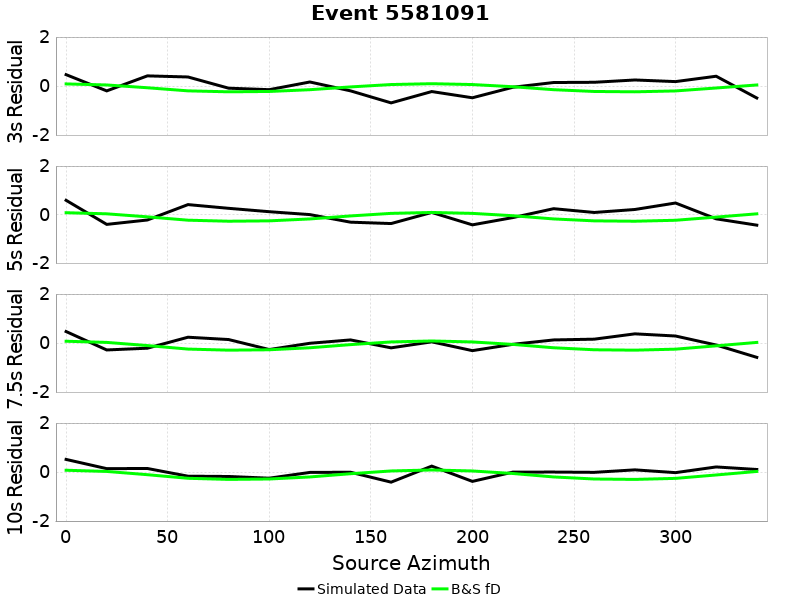 Event 5581091
3s Residual
2
0
-2
5s Residual
2
0
-2
7.5s Residual
2
0
-2
10s Residual
2
0
-2
0 50 100 150 200 250 300
Source Azimuth
Simulated Data B&S fD